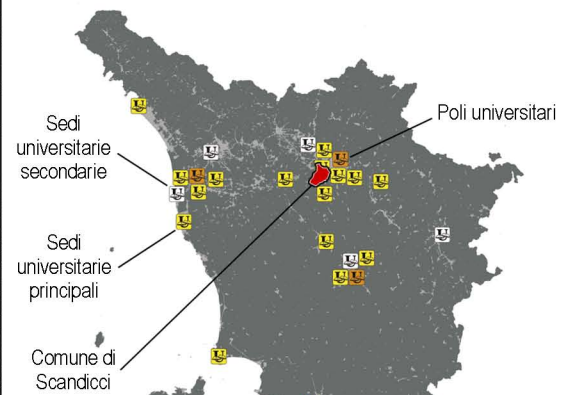 Poli universitari
Sedi
universitarie
secondarie
Sedi
universitarie
principali
Comune di
Scandicci